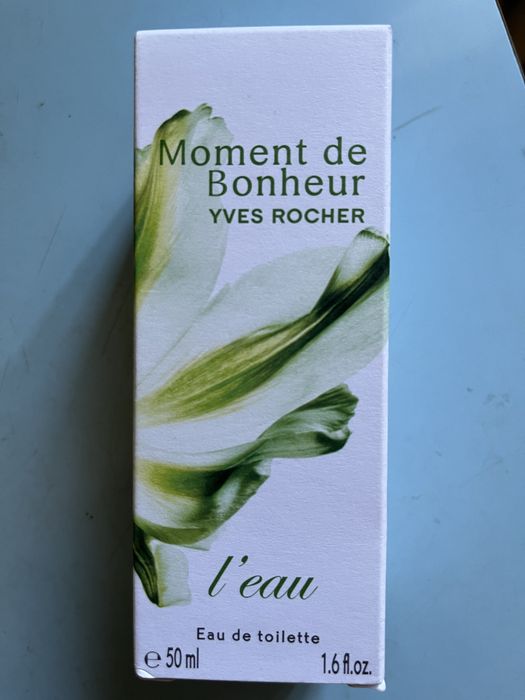 Moment de
Bonheur
YVES ROCHER
l'eau
Eau de toilette
℮ 50 ml 1.6 fl.oz.